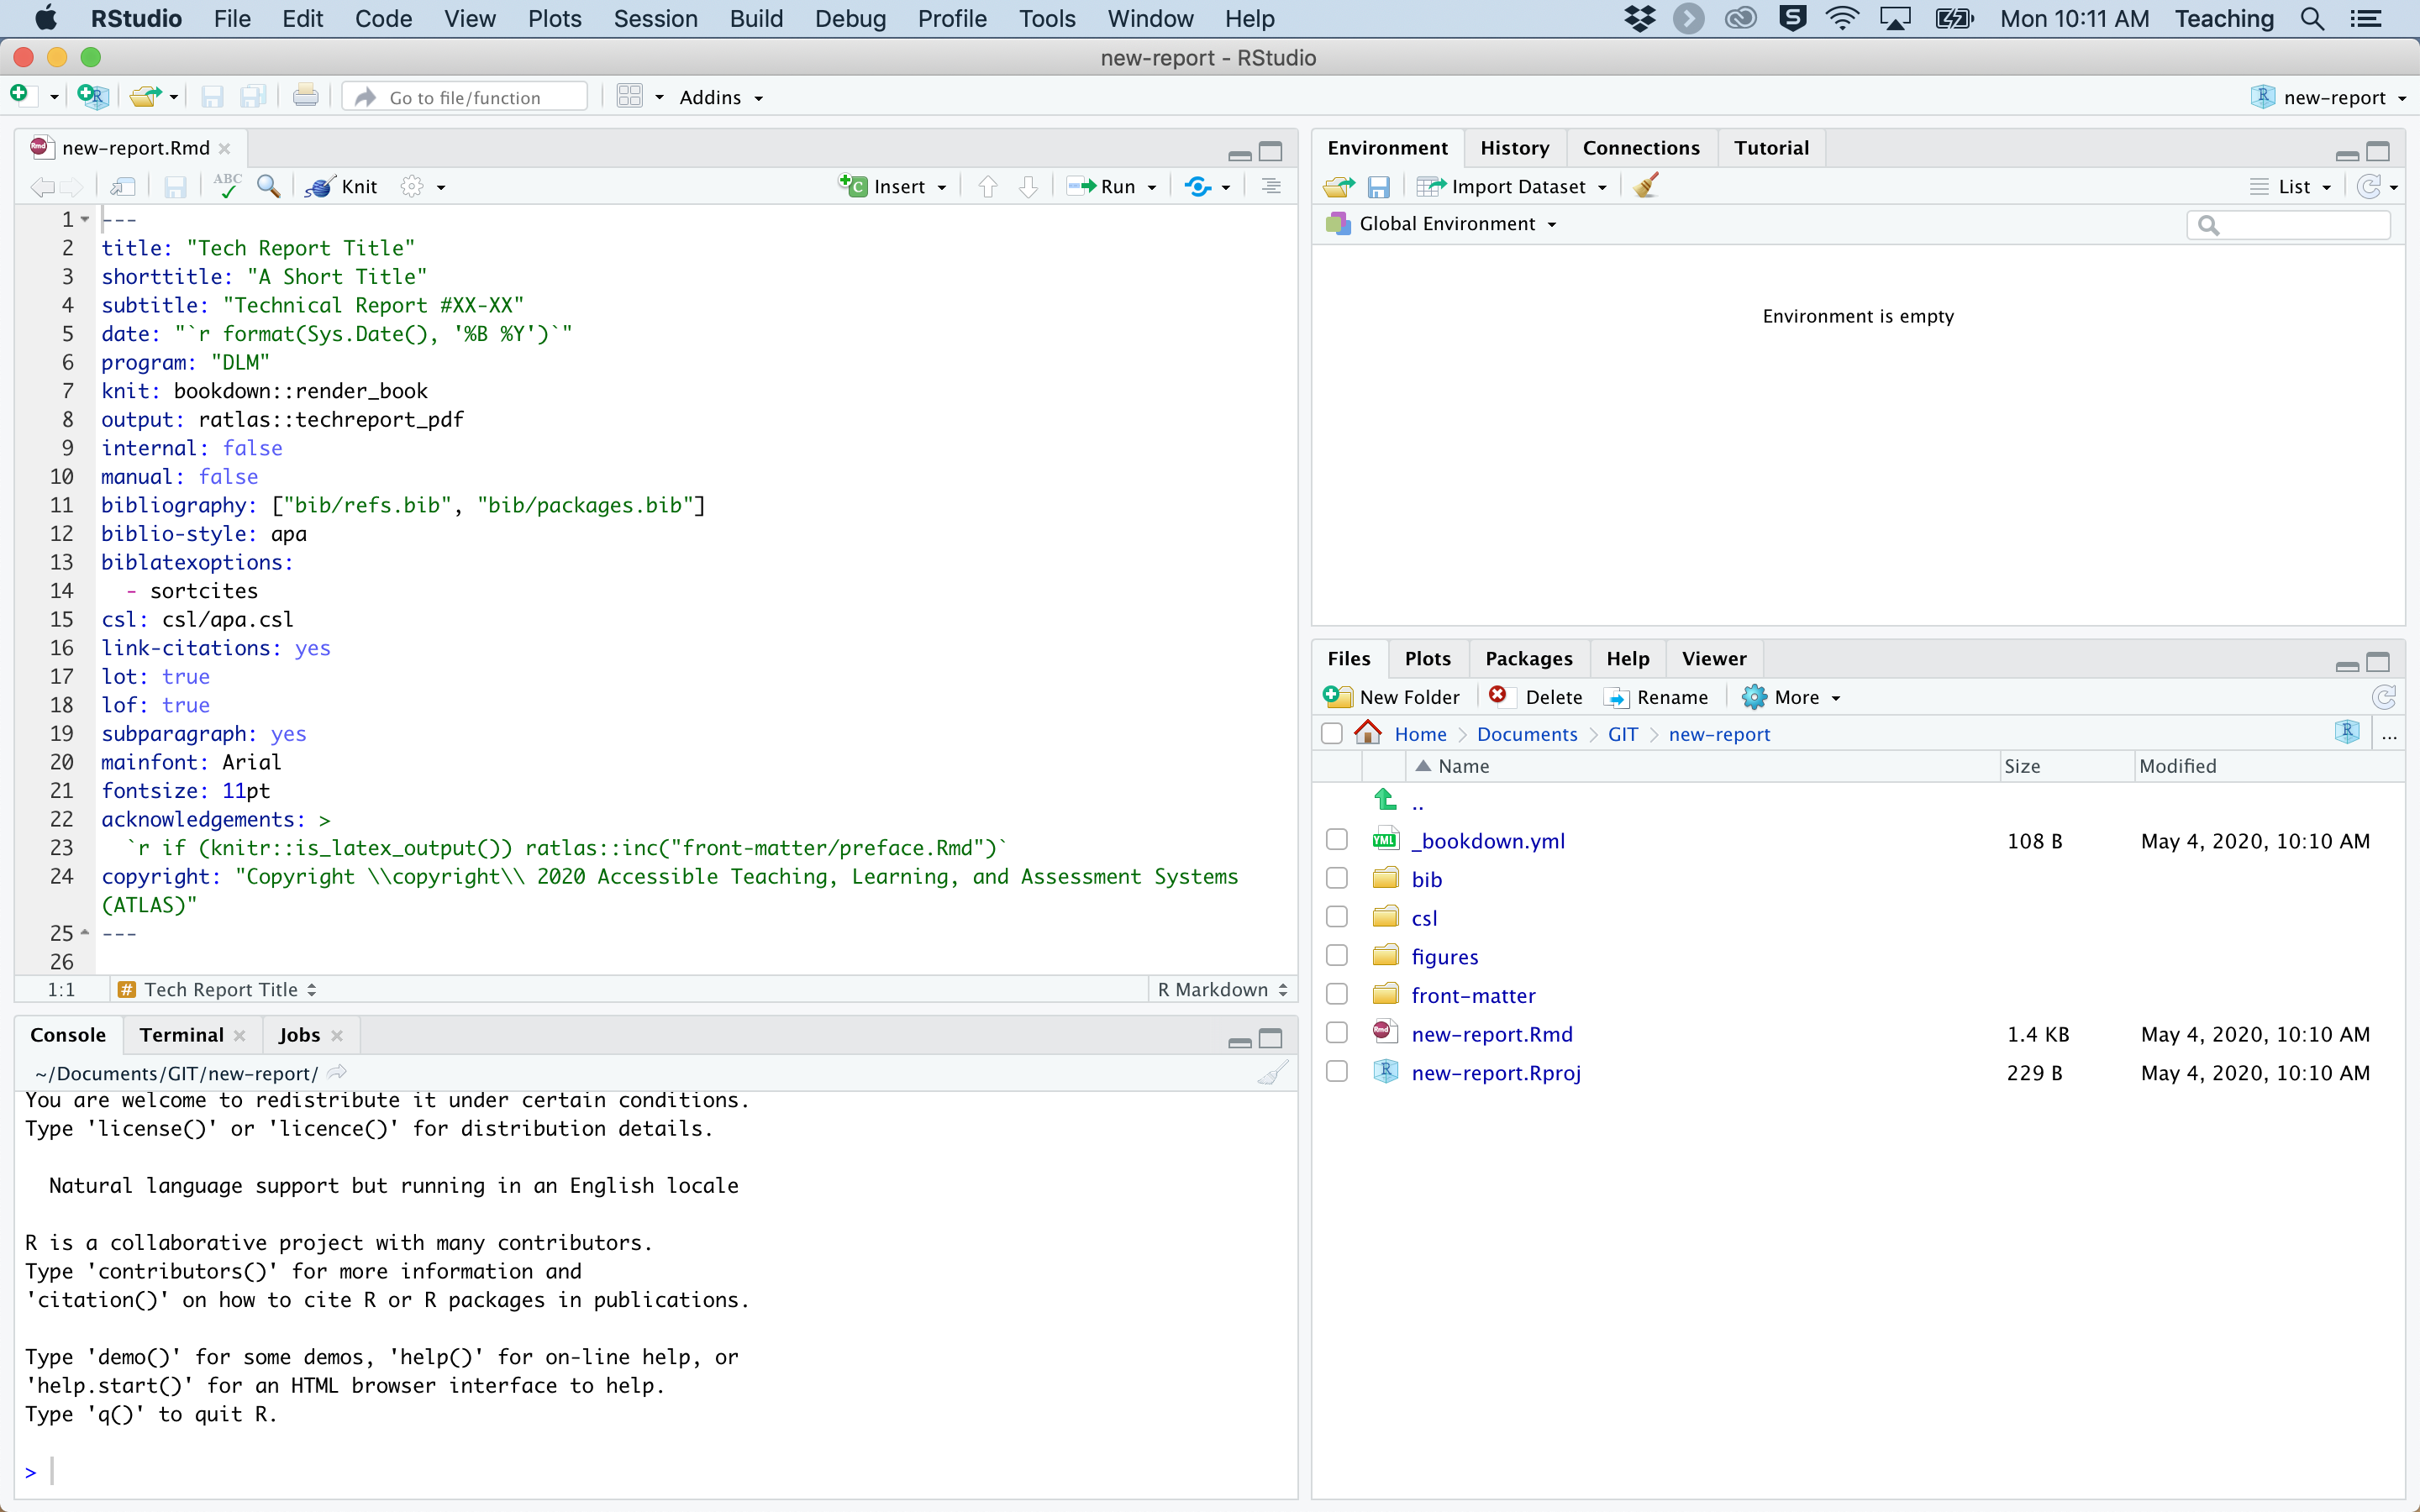 RStudio File Edit Code View Plots Session Build Debug Profile Tools Window Help Mon 10:11 AM Teaching
new-report - RStudio
Go to file/function Addins new-report
new-report.Rmd
ABC Knit Insert Run
1 ---
2 title: "Tech Report Title"
3 shorttitle: "A Short Title"
4 subtitle: "Technical Report #XX-XX"
5 date: "`r format(Sys.Date(), '%B %Y')`"
6 program: "DLM"
7 knit: bookdown::render_book
8 output: ratlas::techreport_pdf
9 internal: false
10 manual: false
11 bibliography: ["bib/refs.bib", "bib/packages.bib"]
12 biblio-style: apa
13 biblatexoptions:
14   - sortcites
15 csl: csl/apa.csl
16 link-citations: yes
17 lot: true
18 lof: true
19 subparagraph: yes
20 mainfont: Arial
21 fontsize: 11pt
22 acknowledgements: >
23   `r if (knitr::is_latex_output()) ratlas::inc("front-matter/preface.Rmd")`
24 copyright: "Copyright \\copyright\\ 2020 Accessible Teaching, Learning, and Assessment Systems
(ATLAS)"
25 ---
26
1:1 # Tech Report Title R Markdown
Console Terminal Jobs
~/Documents/GIT/new-report/
You are welcome to redistribute it under certain conditions.
Type 'license()' or 'licence()' for distribution details.
Natural language support but running in an English locale
R is a collaborative project with many contributors.
Type 'contributors()' for more information and
'citation()' on how to cite R or R packages in publications.
Type 'demo()' for some demos, 'help()' for on-line help, or
'help.start()' for an HTML browser interface to help.
Type 'q()' to quit R.
>
Environment History Connections Tutorial
Import Dataset List
Global Environment
Environment is empty
Files Plots Packages Help Viewer
New Folder Delete Rename More
Home Documents GIT new-report ...
Name Size Modified
..
_bookdown.yml 108 B May 4, 2020, 10:10 AM
bib
csl
figures
front-matter
new-report.Rmd 1.4 KB May 4, 2020, 10:10 AM
new-report.Rproj 229 B May 4, 2020, 10:10 AM